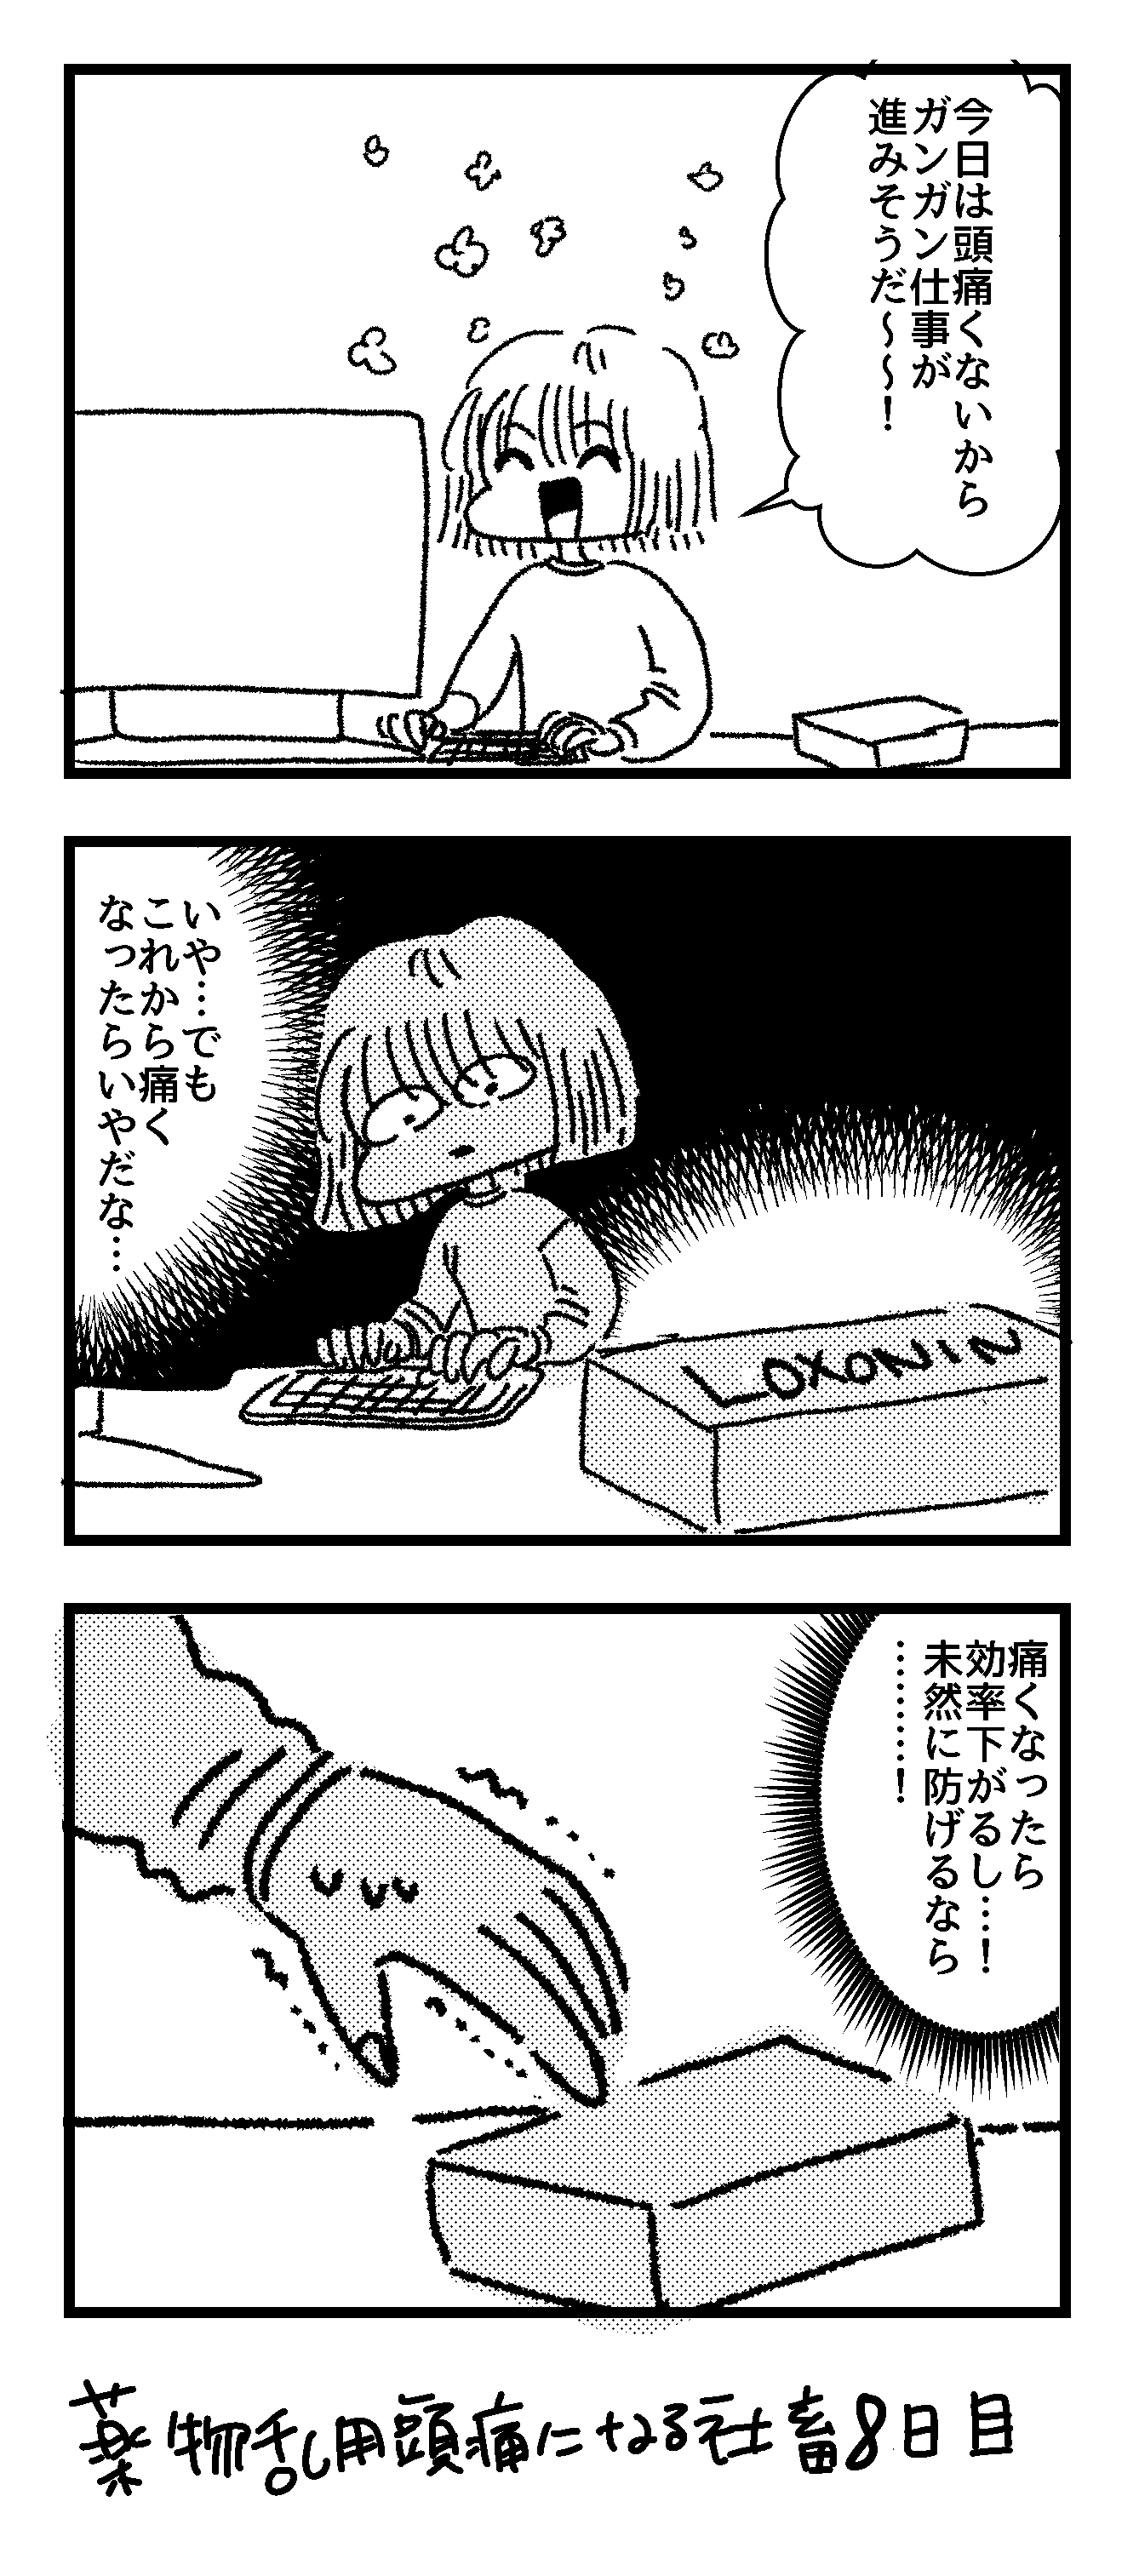 今日は頭痛くないから
ガンガン仕事が
進みそうだ〜〜！
いや…でも
これから痛く
なったらいやだな…
LOXONIN
痛くなったら
効率下がるし…！
未然に防げるなら
………！
薬物乱用頭痛になる社畜8日目